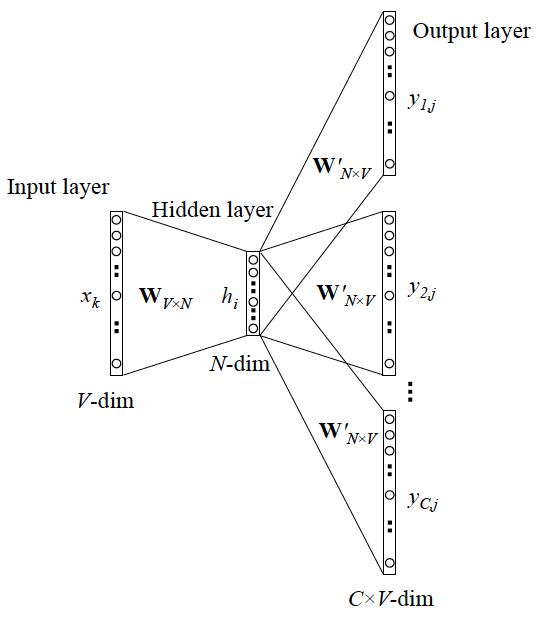 Output layer
y1,j
W'N×V
Input layer
Hidden layer
xk
WV×N
hi
W'N×V
y2,j
N-dim
V-dim
W'N×V
yC,j
C×V-dim